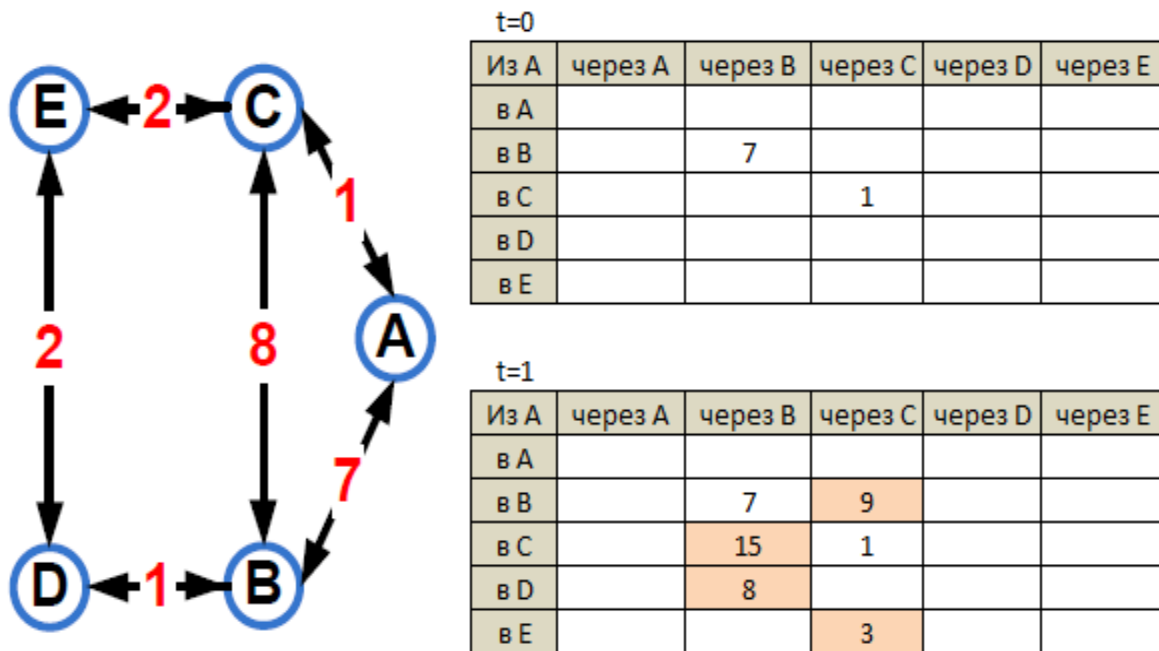 E 2 C
1
2 8 A
7
D 1 B
t=0
Из A через A через B через C через D через E
в A
в B 7
в C 1
в D
в E
t=1
Из A через A через B через C через D через E
в A
в B 7 9
в C 15 1
в D 8
в E 3